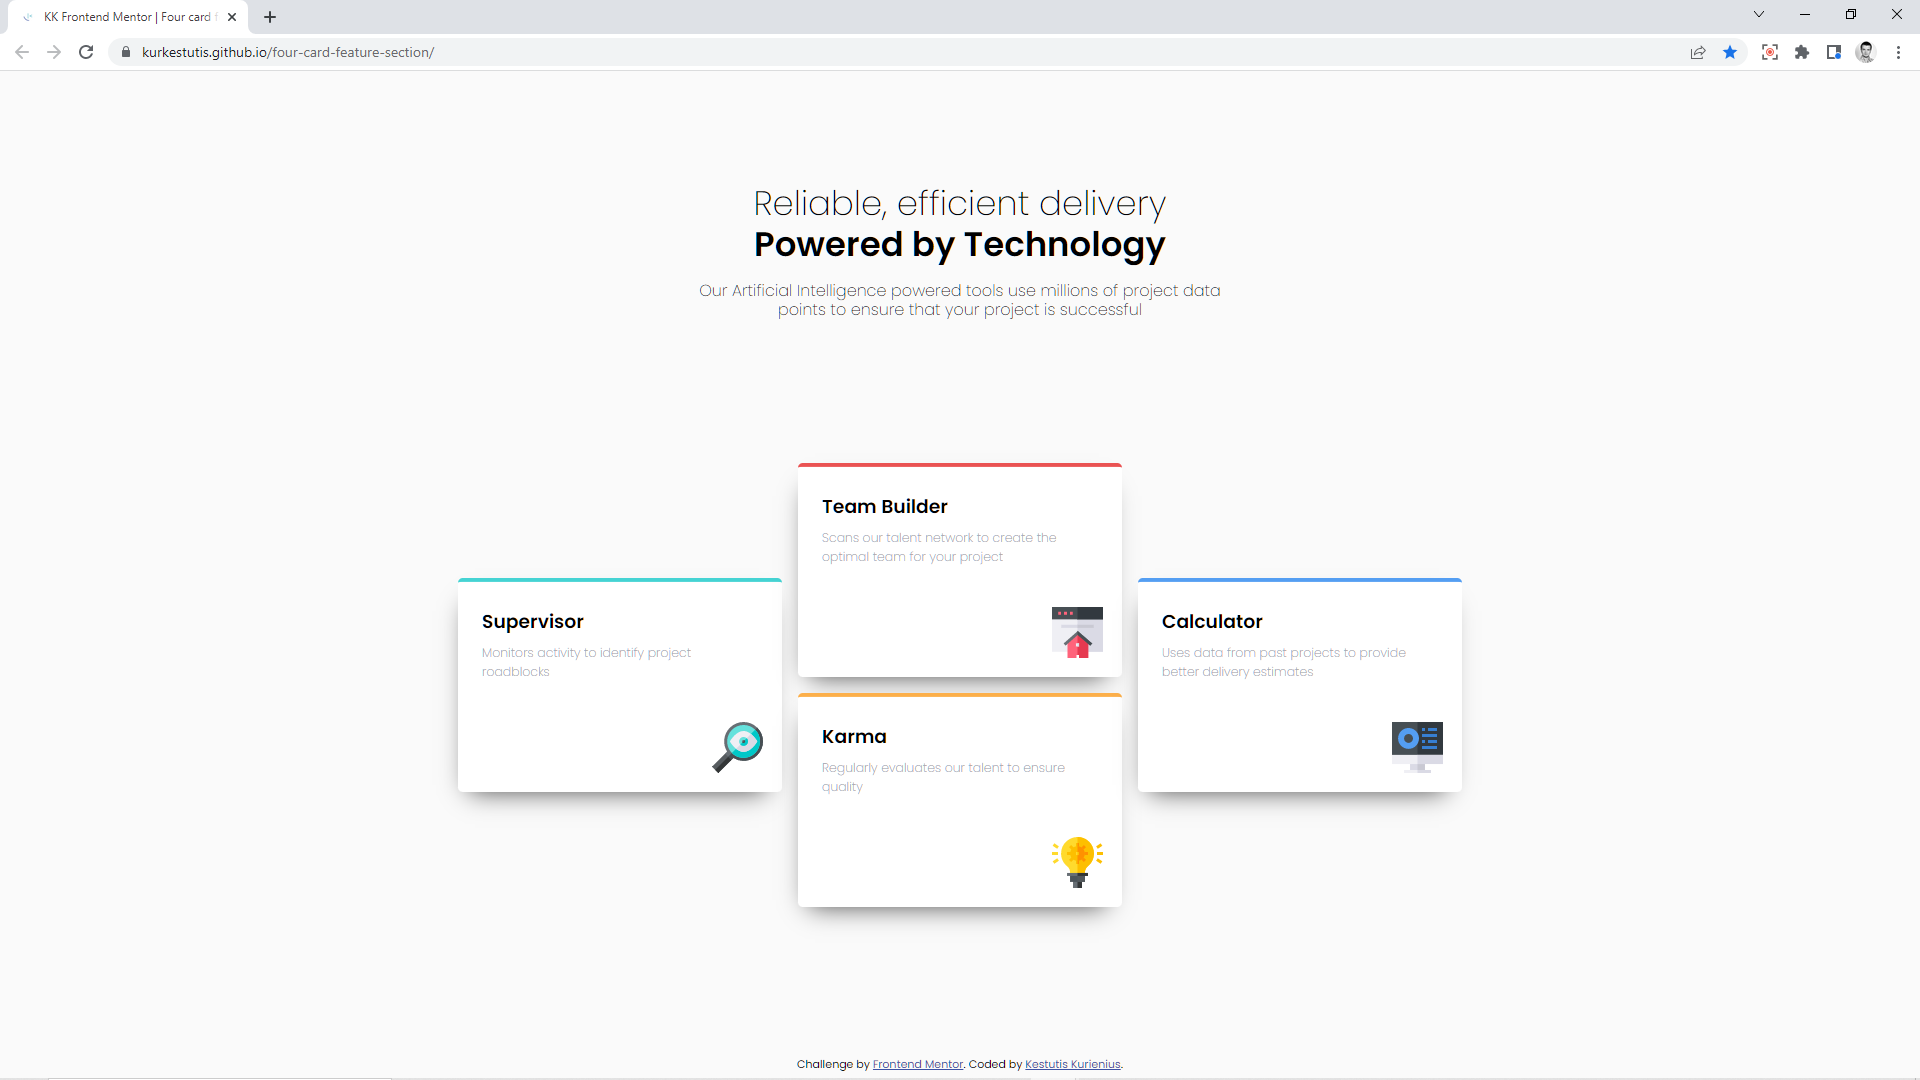 KK Frontend Mentor | Four card
kurkestutis.github.io/four-card-feature-section/
Reliable, efficient delivery
Powered by Technology
Our Artificial Intelligence powered tools use millions of project data
points to ensure that your project is successful
Team Builder
Scans our talent network to create the
optimal team for your project
Supervisor
Monitors activity to identify project
roadblocks
Calculator
Uses data from past projects to provide
better delivery estimates
Karma
Regularly evaluates our talent to ensure
quality
Challenge by Frontend Mentor. Coded by Kestutis Kurienius.